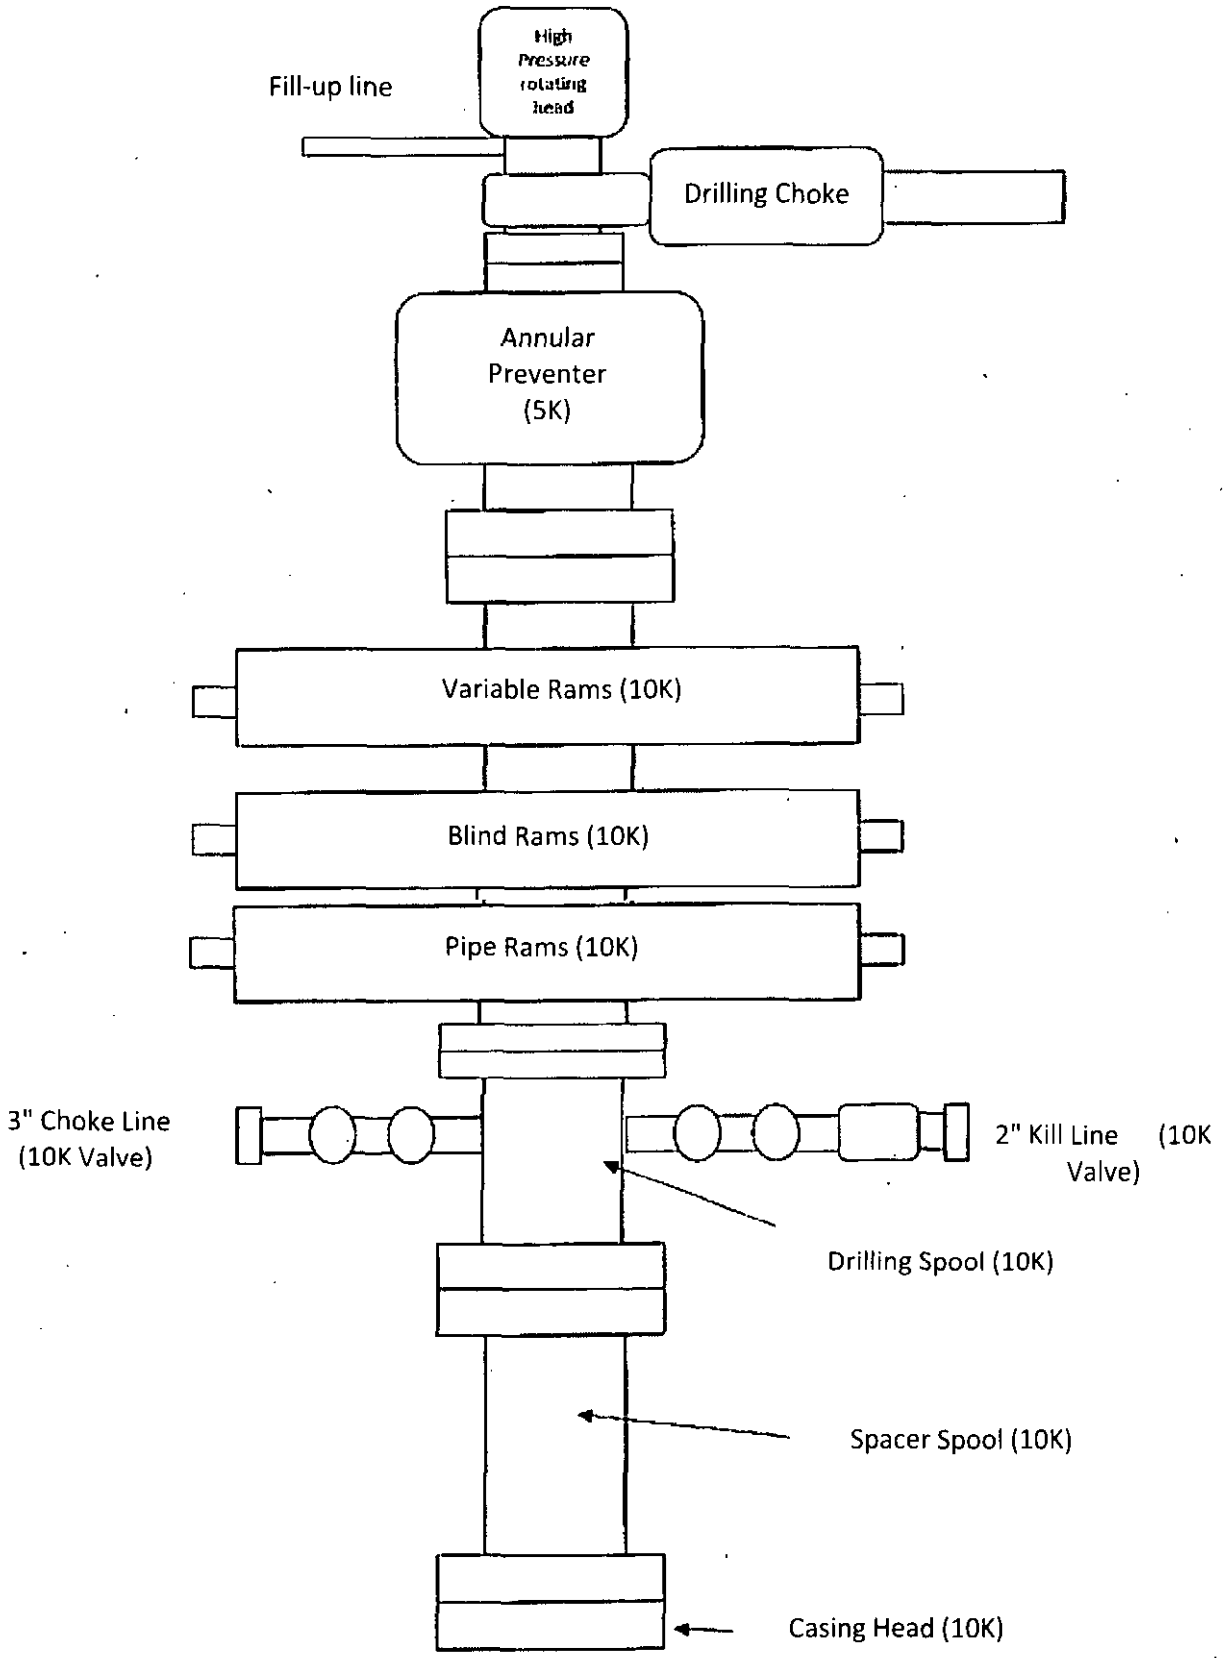 High
Pressure
rotating
head
Fill-up line
Drilling Choke
Annular
Preventer
(5K)
Variable Rams (10K)
Blind Rams (10K)
Pipe Rams (10K)
3" Choke Line
(10K Valve)
2" Kill Line (10K
Valve)
Drilling Spool (10K)
Spacer Spool (10K)
Casing Head (10K)